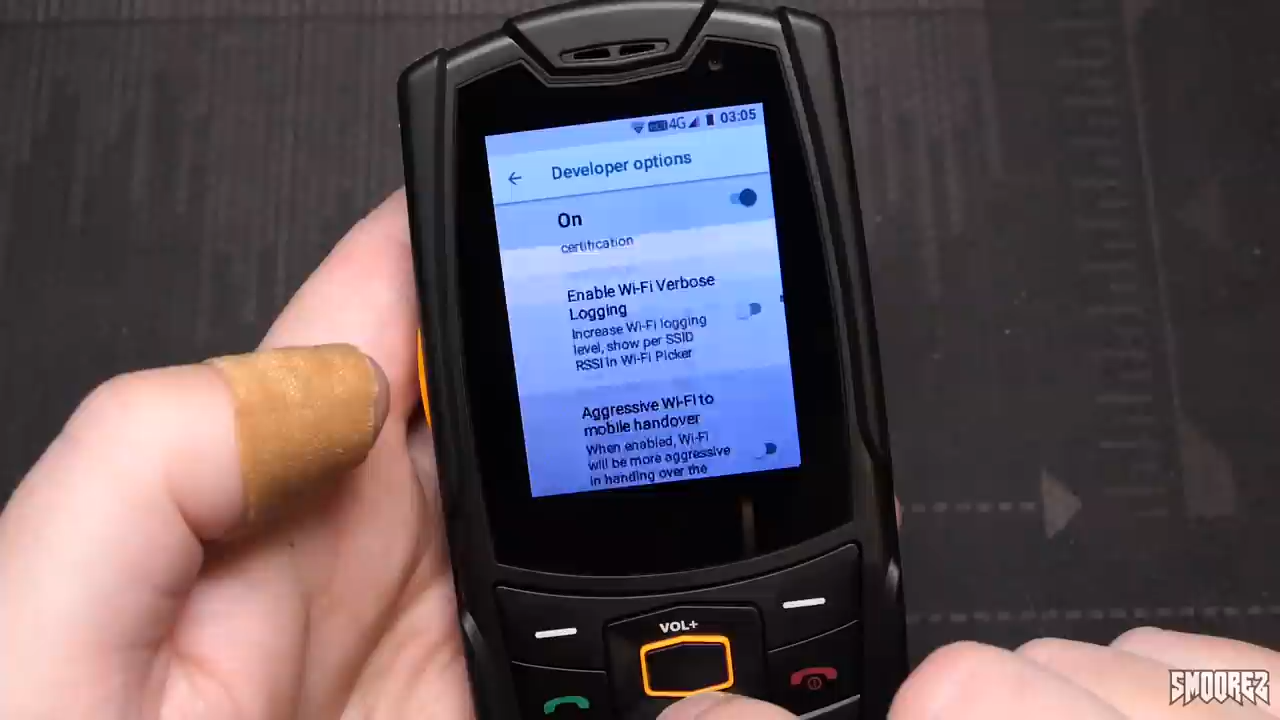 4G 03:05
Developer options
On
certification
Enable Wi-Fi Verbose
Logging
Increase Wi-Fi logging
level, show per SSID
RSSI in Wi-Fi Picker
Aggressive Wi-Fi to
mobile handover
When enabled, Wi-Fi
will be more aggressive
in handing over the
VOL+
SMOOREZ